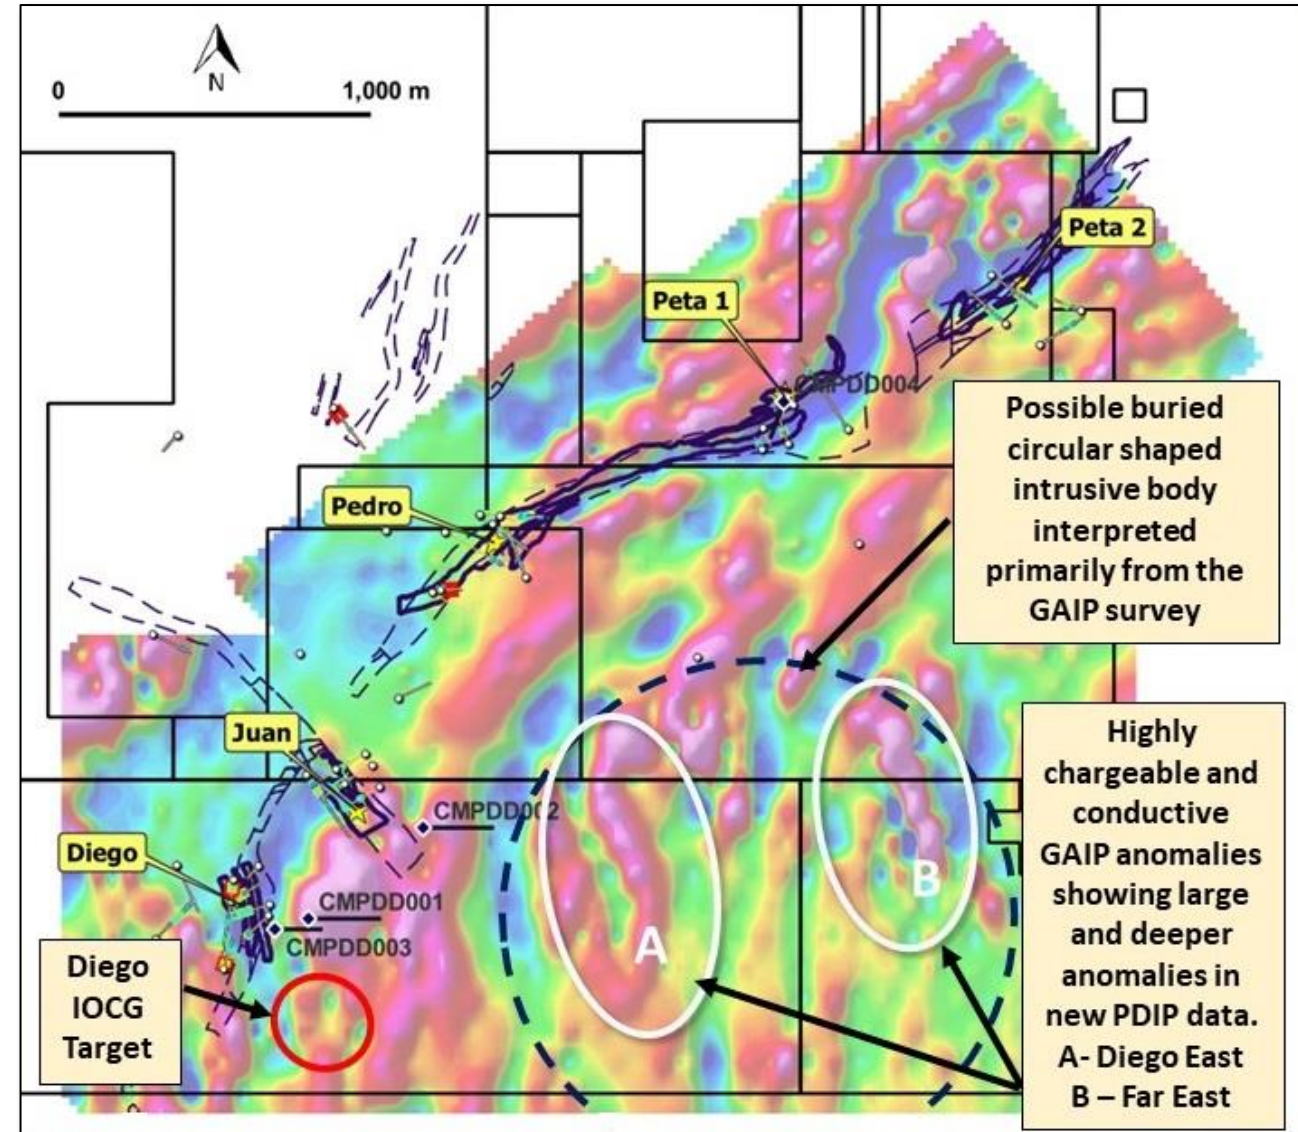 N
0 1,000 m
Peta 2
Peta 1
CMPDD004
Possible buried
circular shaped
intrusive body
interpreted
primarily from the
GAIP survey
Pedro
Juan
CMPDD002
Diego
CMPDD001
CMPDD003
Diego
IOCG
Target
A
B
Highly
chargeable and
conductive
GAIP anomalies
showing large
and deeper
anomalies in
new PDIP data.
A- Diego East
B – Far East